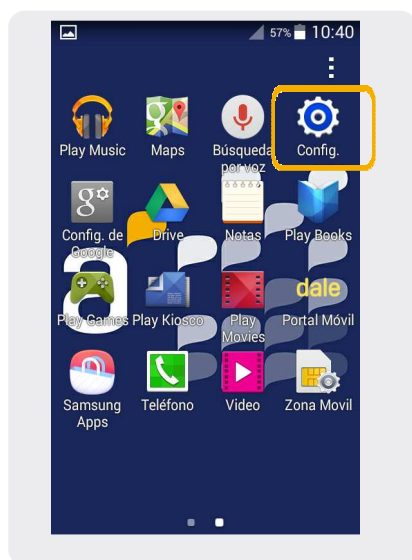 57% 10:40
Play Music Maps Búsqueda por voz Config.
Config. de Google Drive Notas Play Books
Play Games Play Kiosco Play Movies Portal Móvil
dale
Samsung Apps Teléfono Video Zona Movil